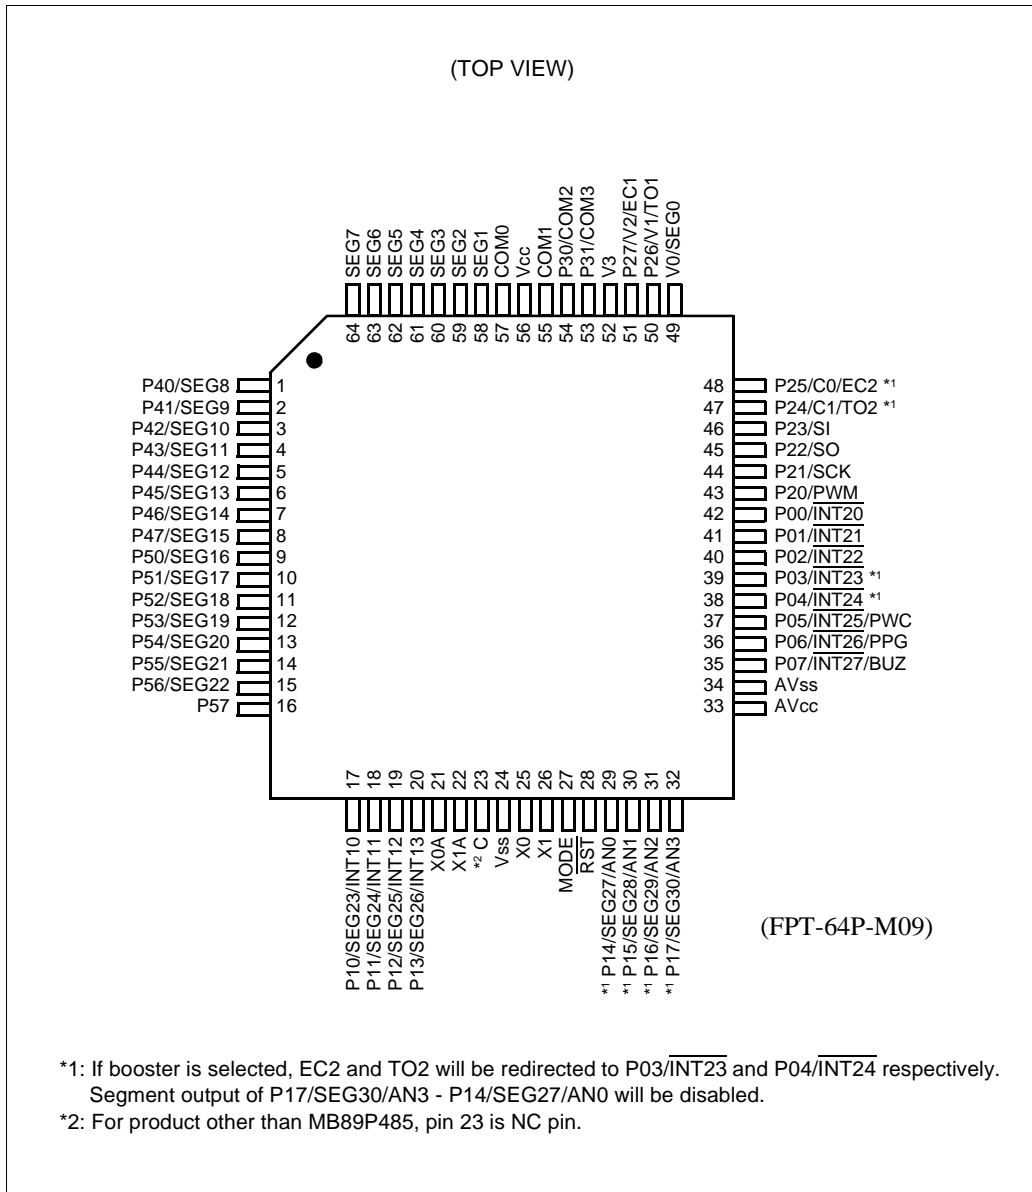 (TOP VIEW)
SEG7
SEG6
SEG5
SEG4
SEG3
SEG2
SEG1
COM0
Vcc
COM1
P30/COM2
P31/COM3
V3
P27/V2/EC1
P26/V1/TO1
V0/SEG0
64
63
62
61
60
59
58
57
56
55
54
53
52
51
50
49
P40/SEG8 1
P41/SEG9 2
P42/SEG10 3
P43/SEG11 4
P44/SEG12 5
P45/SEG13 6
P46/SEG14 7
P47/SEG15 8
P50/SEG16 9
P51/SEG17 10
P52/SEG18 11
P53/SEG19 12
P54/SEG20 13
P55/SEG21 14
P56/SEG22 15
P57 16
48 P25/C0/EC2 *1
47 P24/C1/TO2 *1
46 P23/SI
45 P22/SO
44 P21/SCK
43 P20/PWM
42 P00/INT20
41 P01/INT21
40 P02/INT22
39 P03/INT23 *1
38 P04/INT24 *1
37 P05/INT25/PWC
36 P06/INT26/PPG
35 P07/INT27/BUZ
34 AVss
33 AVcc
17
18
19
20
21
22
23
24
25
26
27
28
29
30
31
32
P10/SEG23/INT10
P11/SEG24/INT11
P12/SEG25/INT12
P13/SEG26/INT13
X0A
X1A
*2 C
Vss
X0
X1
MODE
RST
*1 P14/SEG27/AN0
*1 P15/SEG28/AN1
*1 P16/SEG29/AN2
*1 P17/SEG30/AN3
(FPT-64P-M09)
*1: If booster is selected, EC2 and TO2 will be redirected to P03/INT23 and P04/INT24 respectively.
Segment output of P17/SEG30/AN3 - P14/SEG27/AN0 will be disabled.
*2: For product other than MB89P485, pin 23 is NC pin.